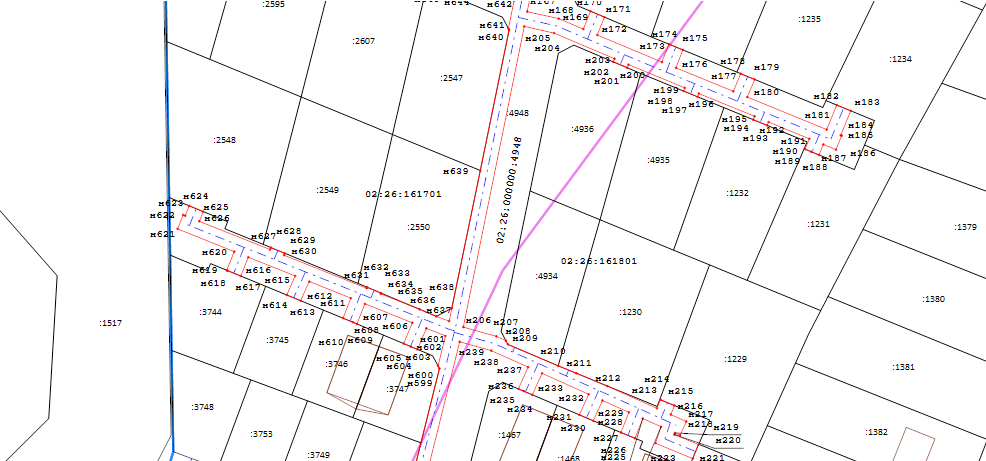 :2595
н644
н642
н167
н168
н169
н170
н171
н172
:1235
н641
н640
н205
н204
н174
н175
н173
:2607
:1234
н203
н202
н201
н200
н176
н178
н179
н177
:2547
н180
н199
н198
н197
н196
н182
н183
н181
:4948
:4936
н195
н194
н193
н192
н191
н190
н189
н188
н184
н185
н186
н187
:2548
:4935
н639
:2549
02:26:161701
:1232
н624
н623
н625
н622
н626
н621
02:26:000000:4948
:2550
:1231
:1379
н627
н628
н629
н630
н620
н619
н618
н617
н616
н615
02:26:161801
:4934
н631
н632
н633
н634
н635
н636
н637
н638
:1380
н614
н613
н612
н611
:3744
:1230
:1517
н607
н606
н608
н609
н610
н206
н207
н208
н209
:3745
н601
н602
н603
н605
н604
н600
н599
н239
н238
н237
н210
н211
:3746
:3747
:1229
:1381
н212
н213
н214
н215
н236
н235
н234
н233
н232
н231
н230
:3748
н216
н217
н218
н219
н220
н229
н228
н227
н226
н225
:3753
:1467
:1382
:3749
:1468
н223
н221